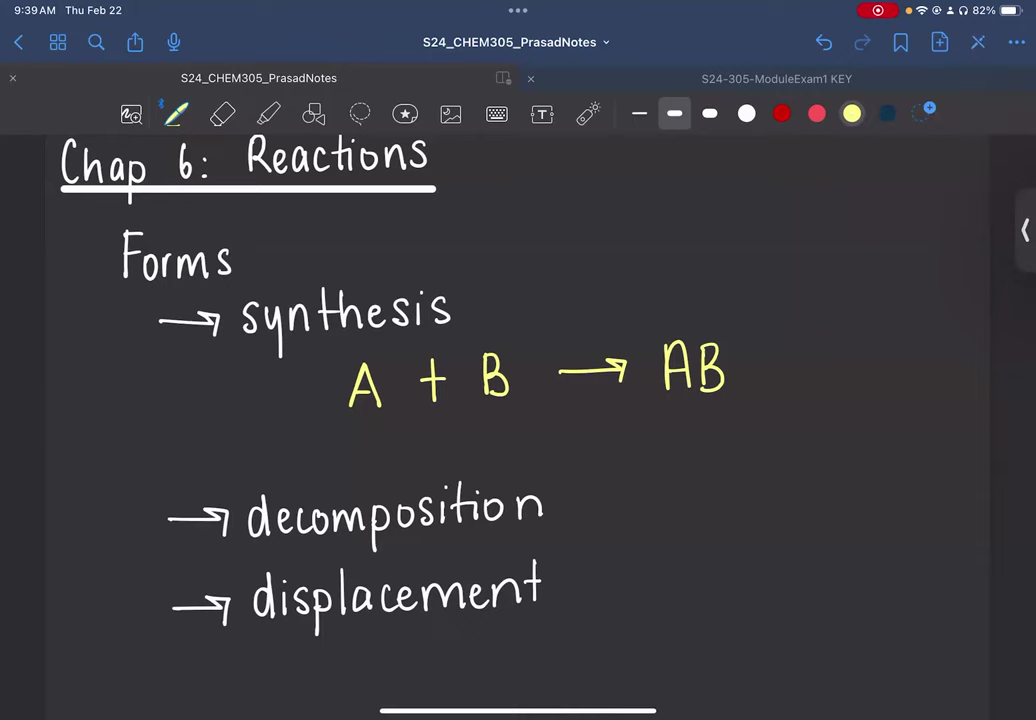 9:39 AM Thu Feb 22
82%
S24_CHEM305_PrasadNotes
S24_CHEM305_PrasadNotes
S24-305-ModuleExam1 KEY
Chap 6: Reactions
Forms
→ synthesis
A + B → AB
→ decomposition
→ displacement